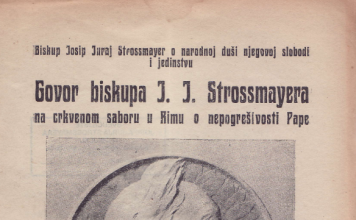 Biskup Josip Juraj Strossmayer o narodnoj duši njegovoj slobodi
i jedinstvu
Govor biskupa J. J. Strossmayera
na crkvenom saboru u Rimu o nepogrešivosti Pape